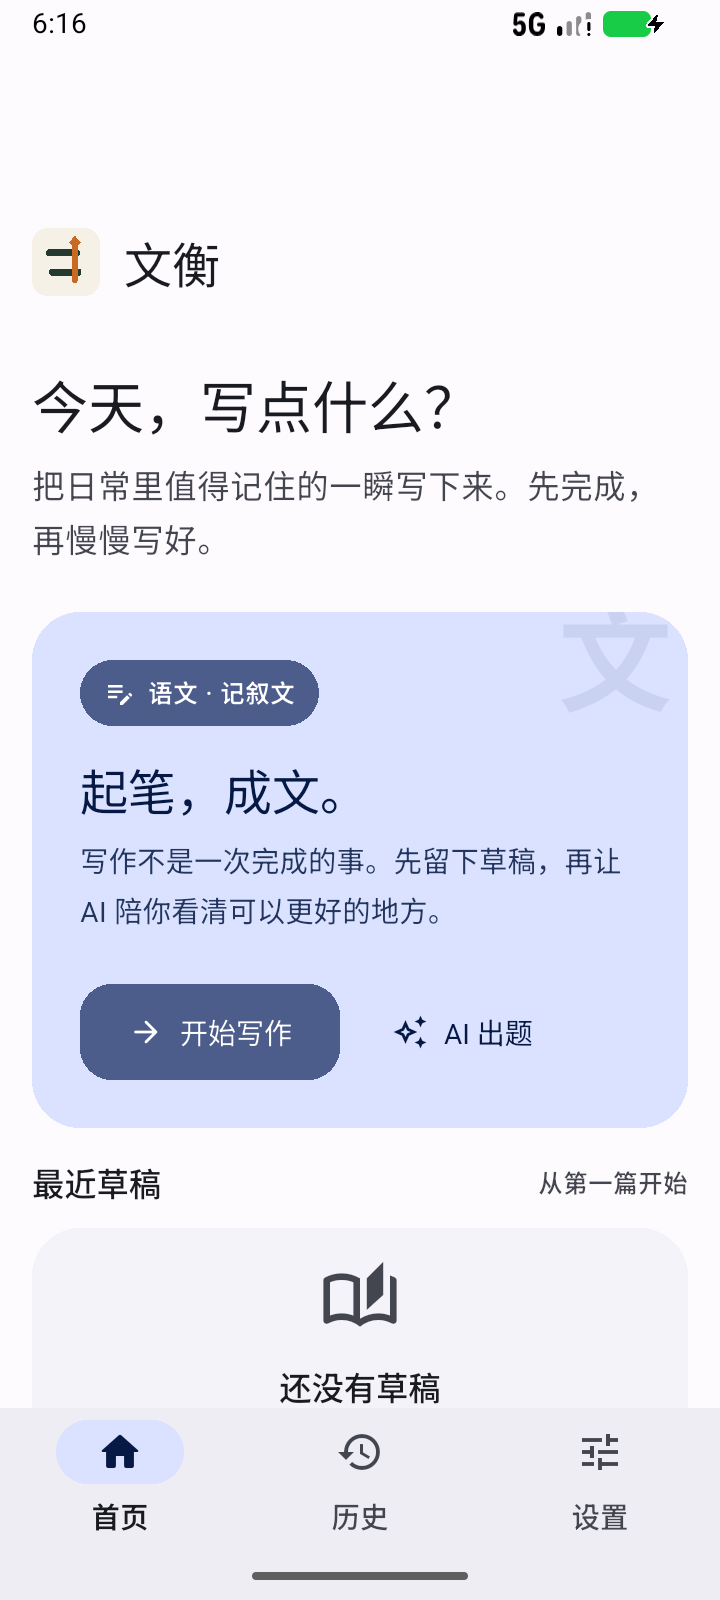 6:16
5G
文衡
今天，写点什么？
把日常里值得记住的一瞬写下来。先完成，
再慢慢写好。
文
语文 · 记叙文
起笔，成文。
写作不是一次完成的事。先留下草稿，再让
AI 陪你看清可以更好的地方。
开始写作
AI 出题
最近草稿
从第一篇开始
还没有草稿
首页
历史
设置